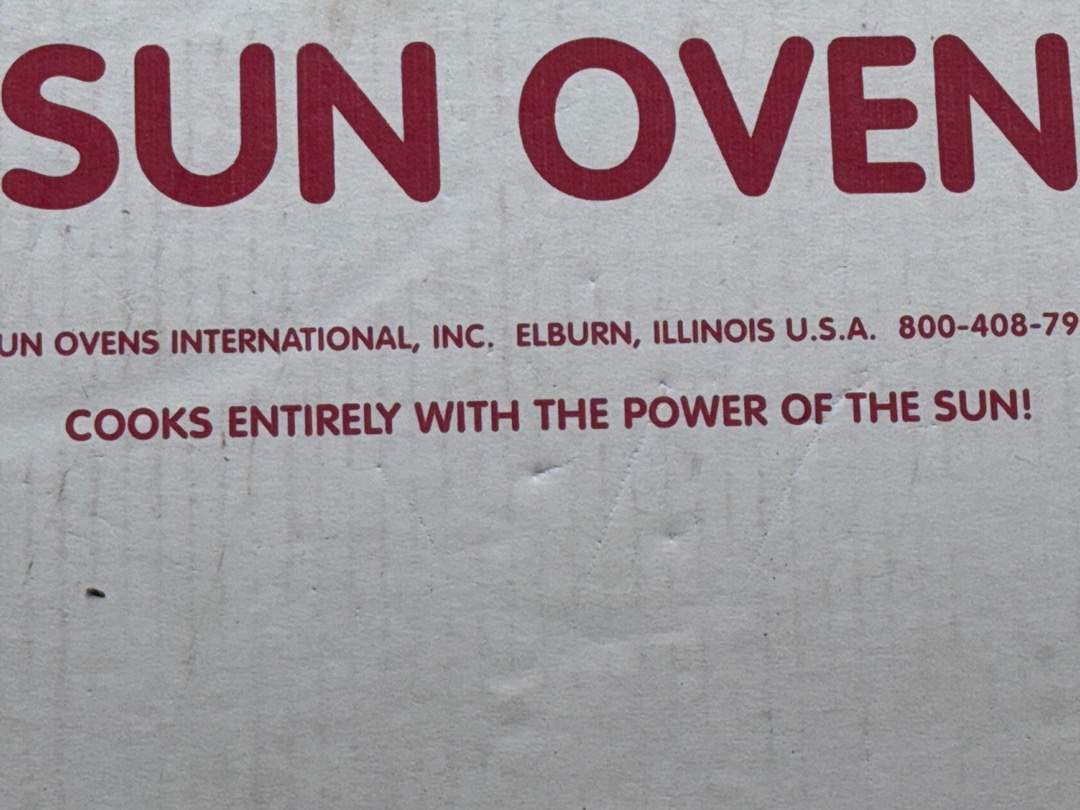 SUN OVEN
UN OVENS INTERNATIONAL, INC. ELBURN, ILLINOIS U.S.A. 800-408-79
COOKS ENTIRELY WITH THE POWER OF THE SUN!